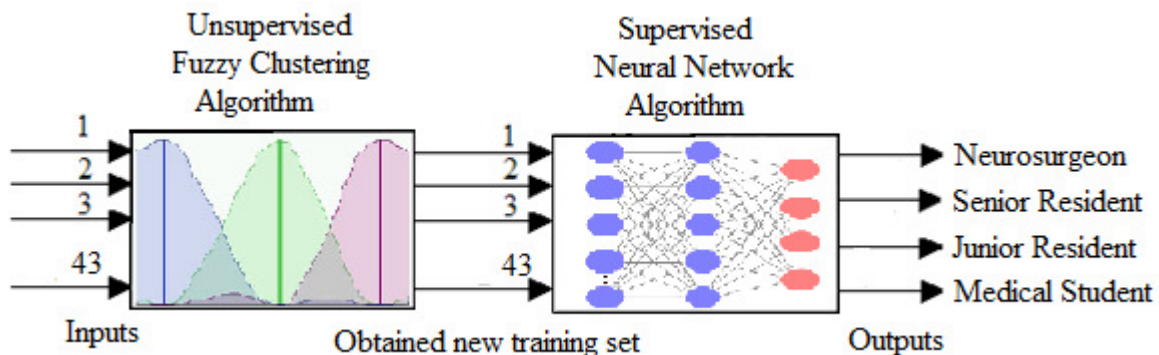 Unsupervised
Fuzzy Clustering
Algorithm
Supervised
Neural Network
Algorithm
1
2
3
43
1
2
3
43
Neurosurgeon
Senior Resident
Junior Resident
Medical Student
Inputs
Obtained new training set
Outputs